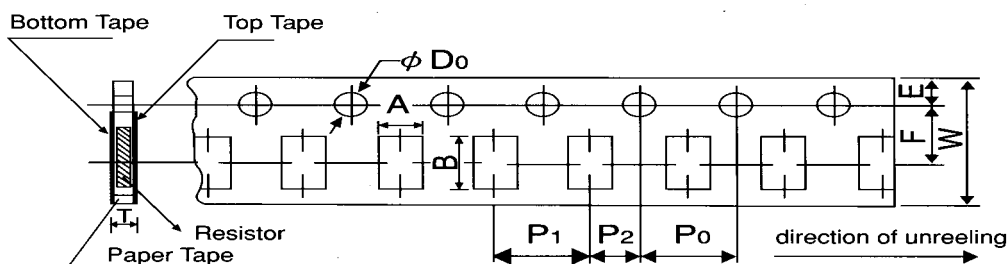 Bottom Tape
Top Tape
φ D0
A
E
F
W
B
T
Resistor
Paper Tape
P1
P2
P0
direction of unreeling